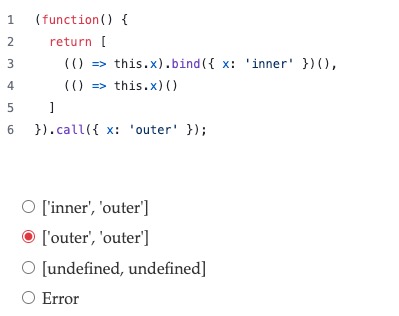 1 (function() {
2   return [
3     (() => this.x).bind({ x: 'inner' })(),
4     (() => this.x)()
5   ]
6 }).call({ x: 'outer' });
['inner', 'outer']
['outer', 'outer']
[undefined, undefined]
Error